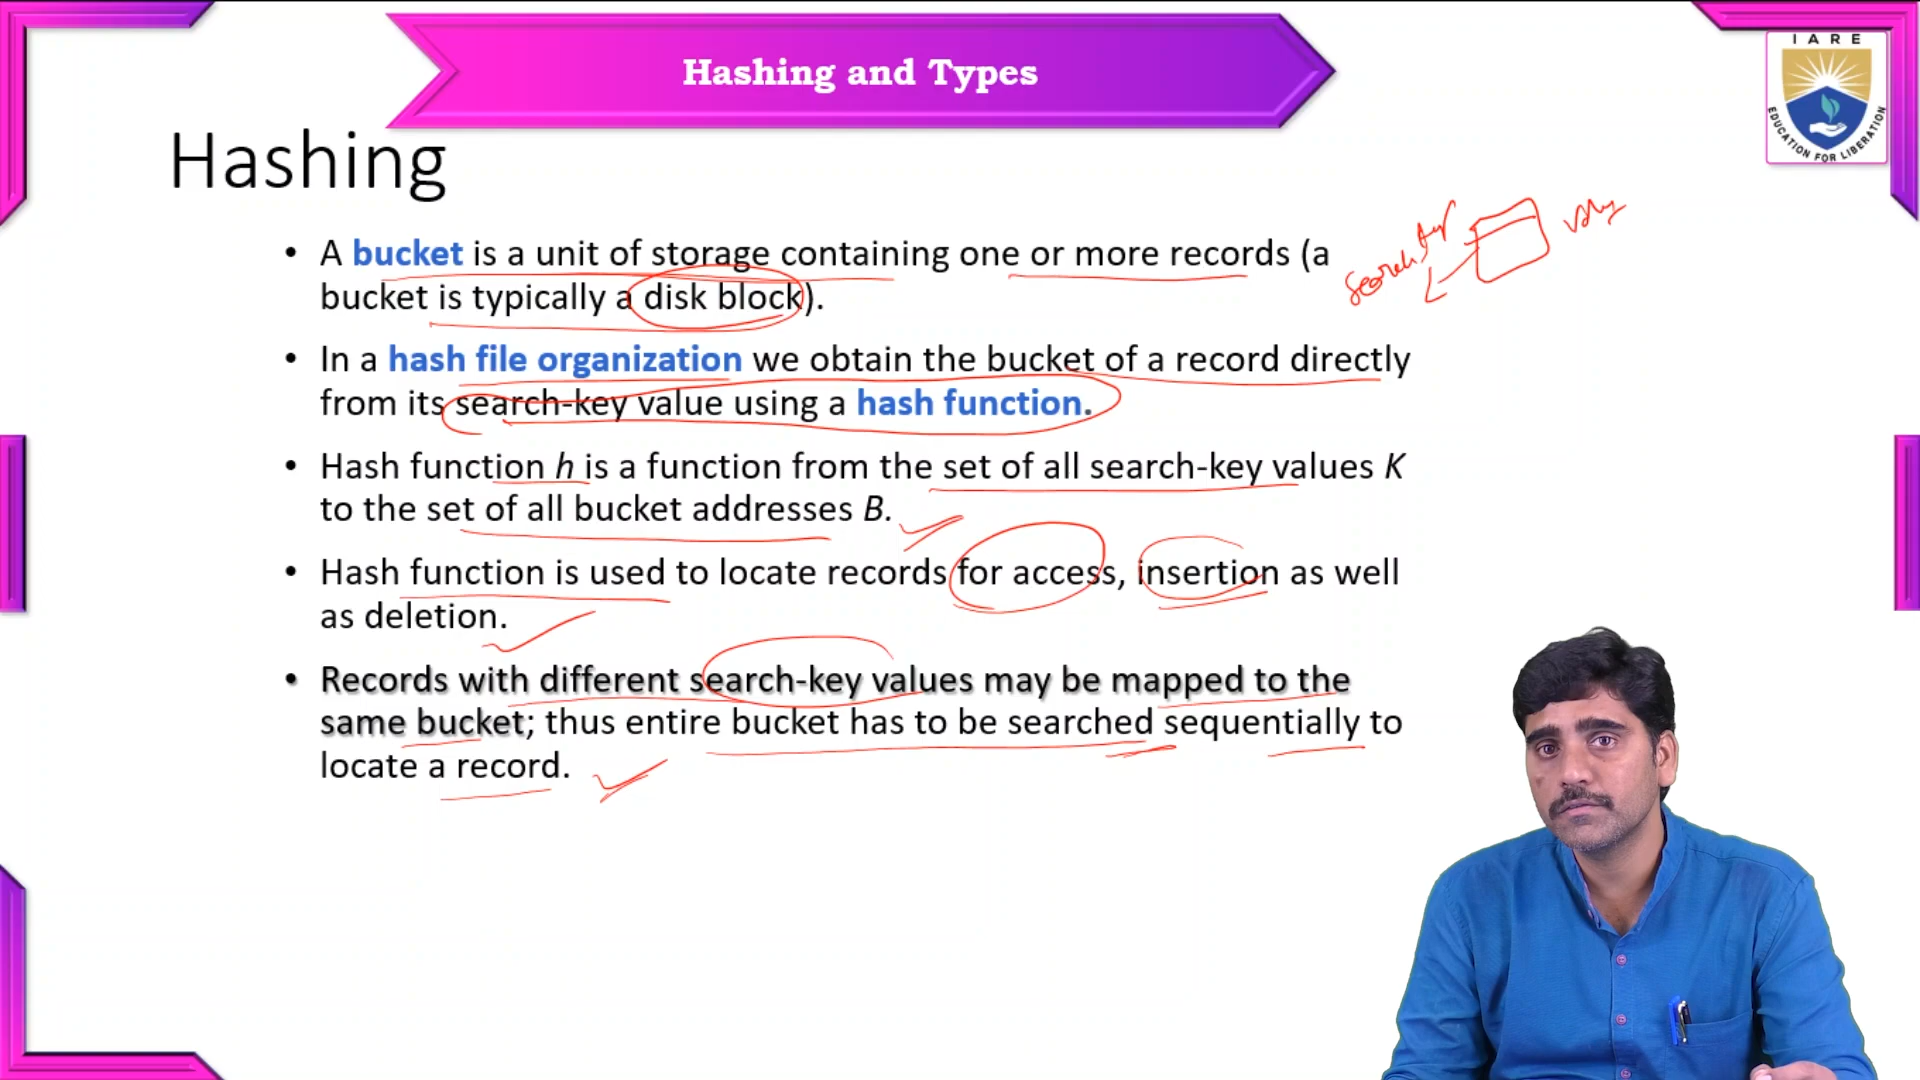 Hashing and Types
I A R E
EDUCATION FOR LIBERATION
Hashing
• A bucket is a unit of storage containing one or more records (a
bucket is typically a disk block).
• In a hash file organization we obtain the bucket of a record directly
from its search-key value using a hash function.
• Hash function h is a function from the set of all search-key values K
to the set of all bucket addresses B.
• Hash function is used to locate records for access, insertion as well
as deletion.
• Records with different search-key values may be mapped to the
same bucket; thus entire bucket has to be searched sequentially to
locate a record.
Search